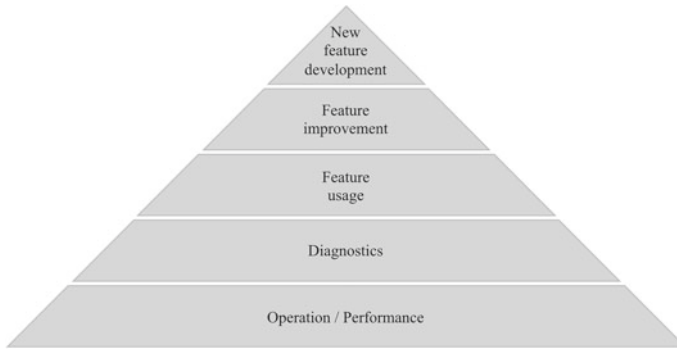 New
feature
development
Feature
improvement
Feature
usage
Diagnostics
Operation / Performance